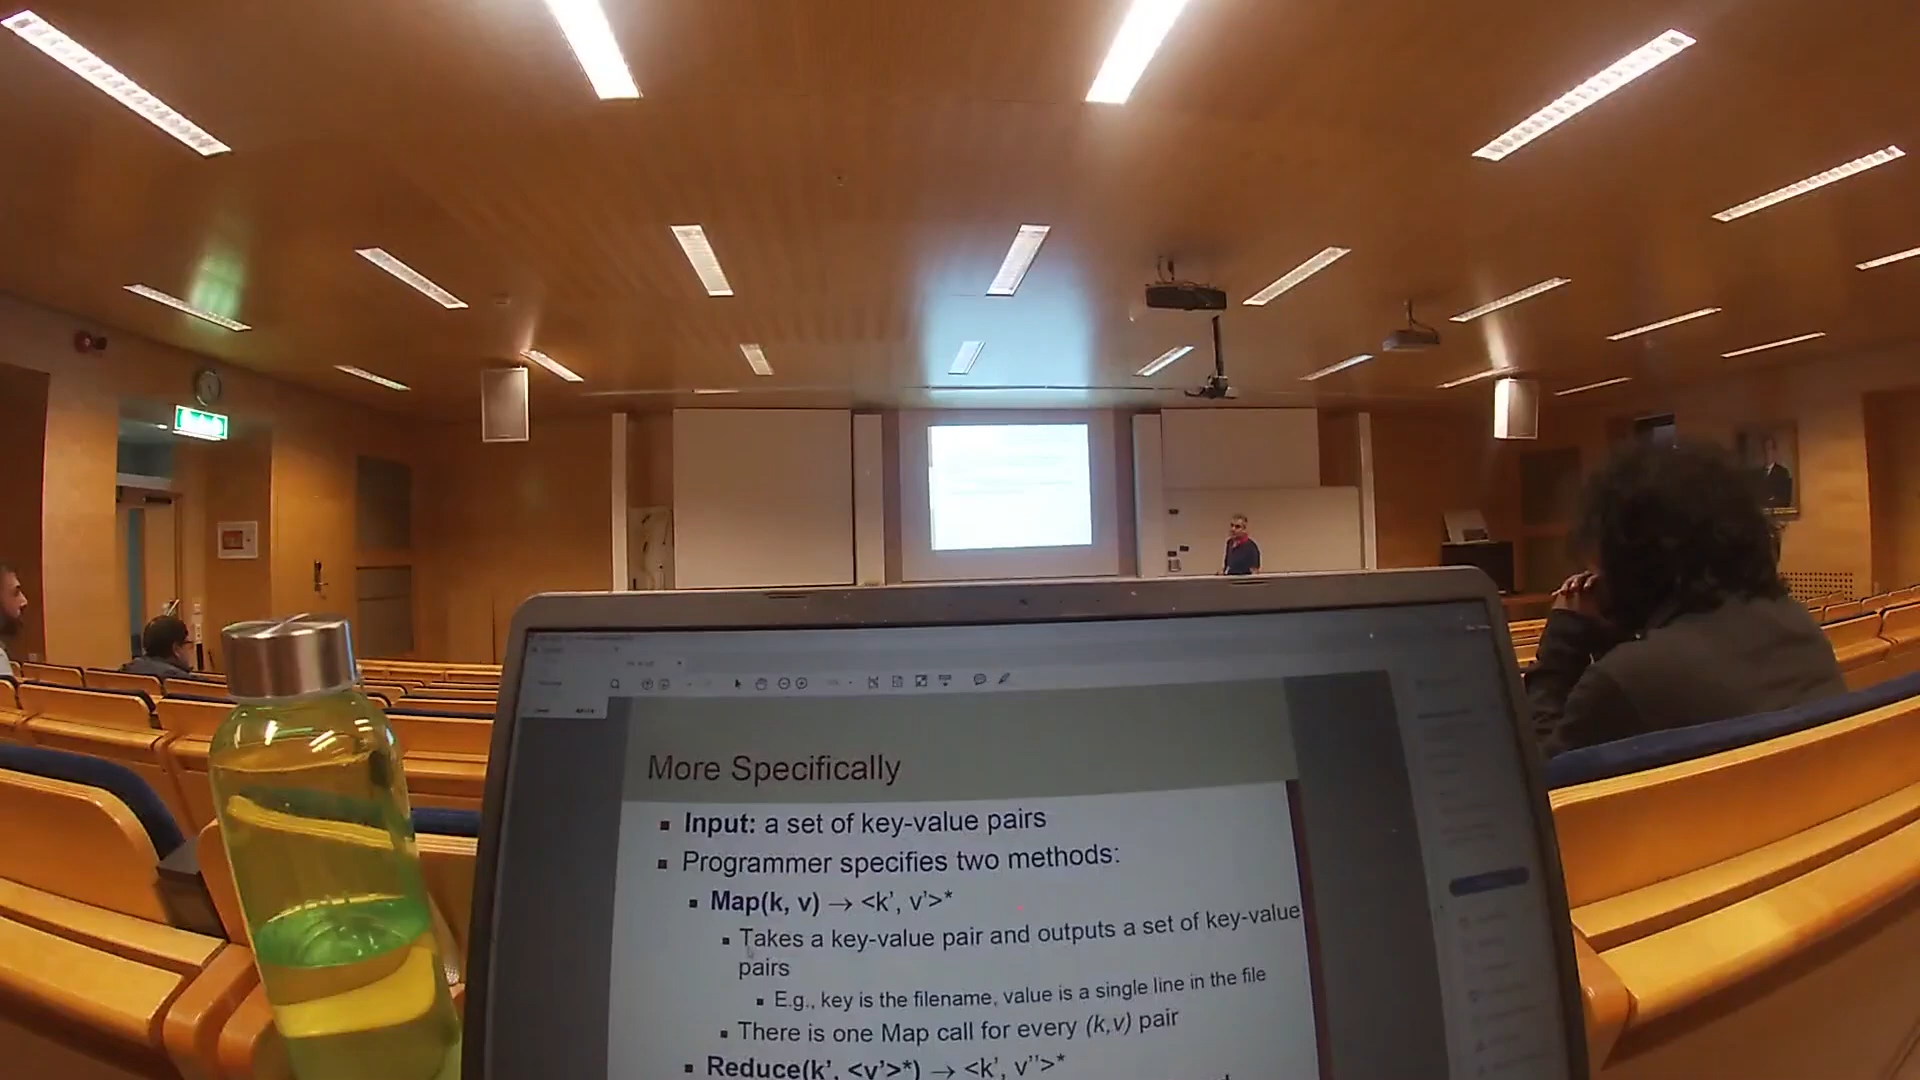 More Specifically
▪ Input: a set of key-value pairs
▪ Programmer specifies two methods:
▪ Map(k, v) → <k', v'>*
▪ Takes a key-value pair and outputs a set of key-value
pairs
▪ E.g., key is the filename, value is a single line in the file
▪ There is one Map call for every (k,v) pair
▪ Reduce(k', <v'>*) → <k', v''>*